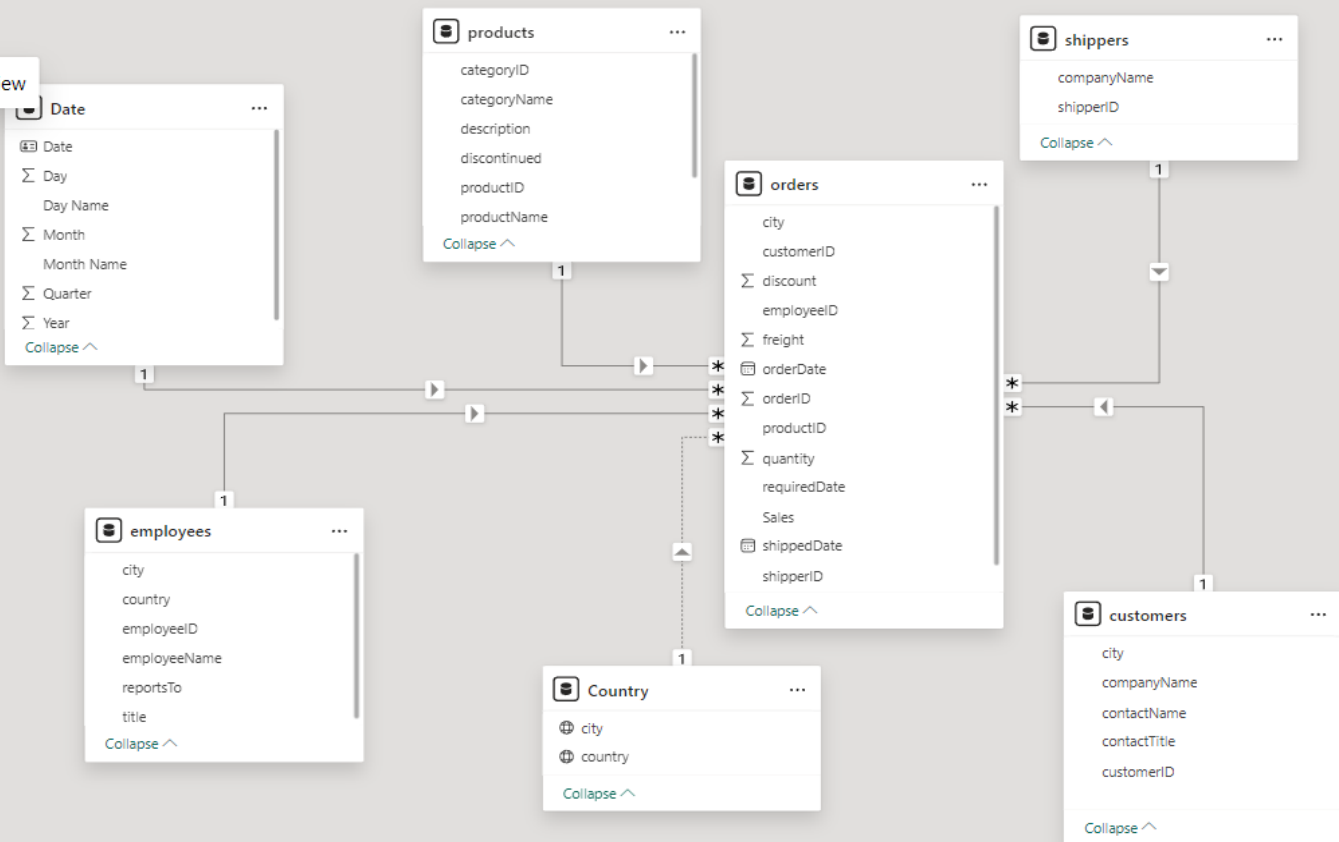 ew
Date
Date
Day
Day Name
Month
Month Name
Quarter
Year
Collapse
products
categoryID
categoryName
description
discontinued
productID
productName
Collapse
shippers
companyName
shipperID
Collapse
orders
city
customerID
discount
employeeID
freight
orderDate
orderID
productID
quantity
requiredDate
Sales
shippedDate
shipperID
Collapse
1
1
1
*
*
*
*
*
*
1
employees
city
country
employeeID
employeeName
reportsTo
title
Collapse
1
Country
city
country
Collapse
1
customers
city
companyName
contactName
contactTitle
customerID
Collapse